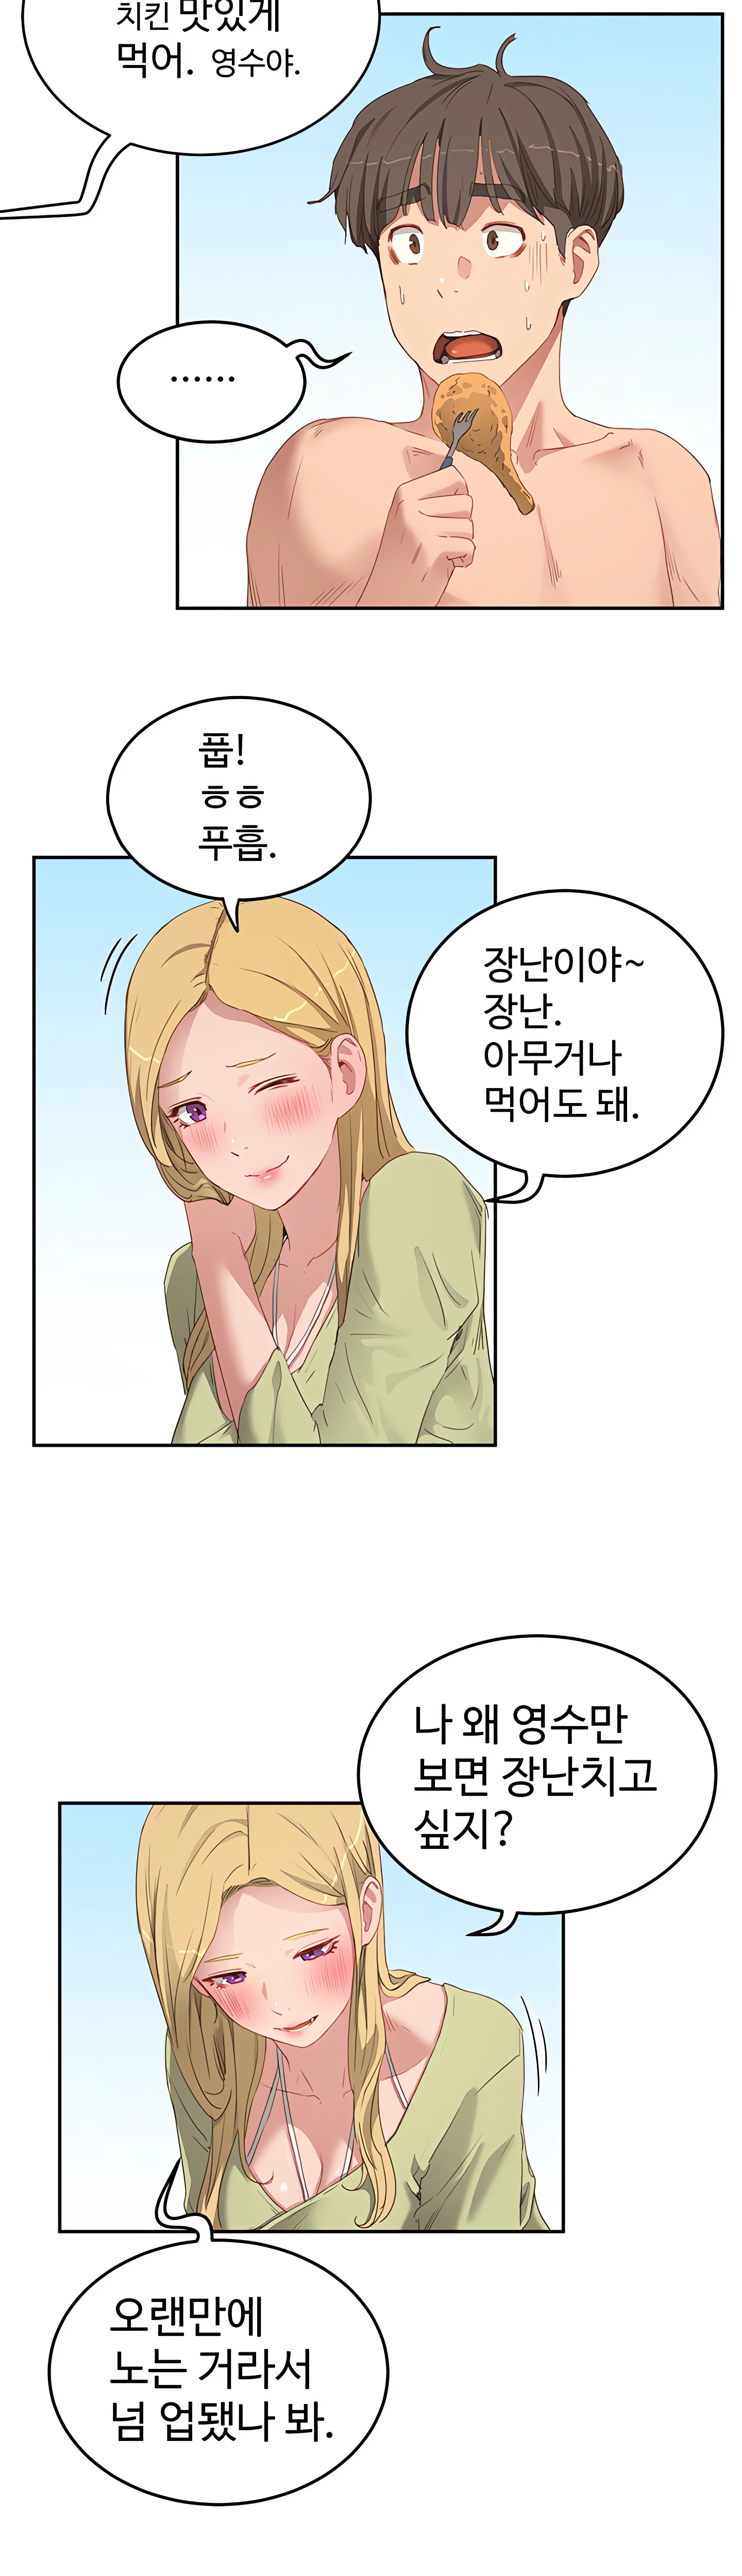 치킨 맛있게
먹어. 영수야.
······
풉!
ㅎㅎ
푸흡.
장난이야~
장난.
아무거나
먹어도 돼.
나 왜 영수만
보면 장난치고
싶지?
오랜만에
노는 거라서
넘 업됐나 봐.